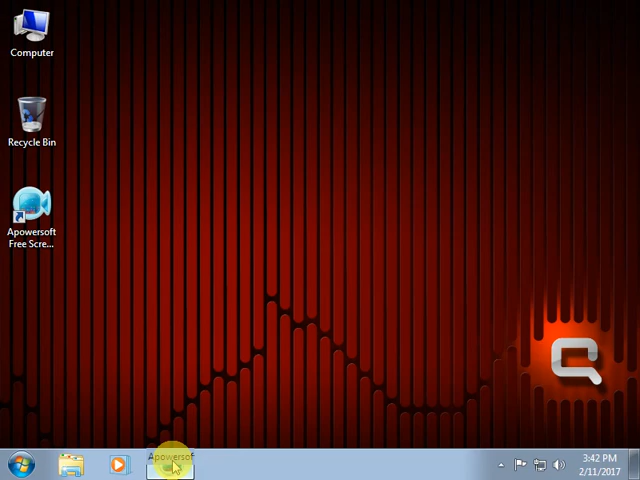 Computer
Recycle Bin
Apowersoft
Free Scre...
Apowersof
3:42 PM
2/11/2017